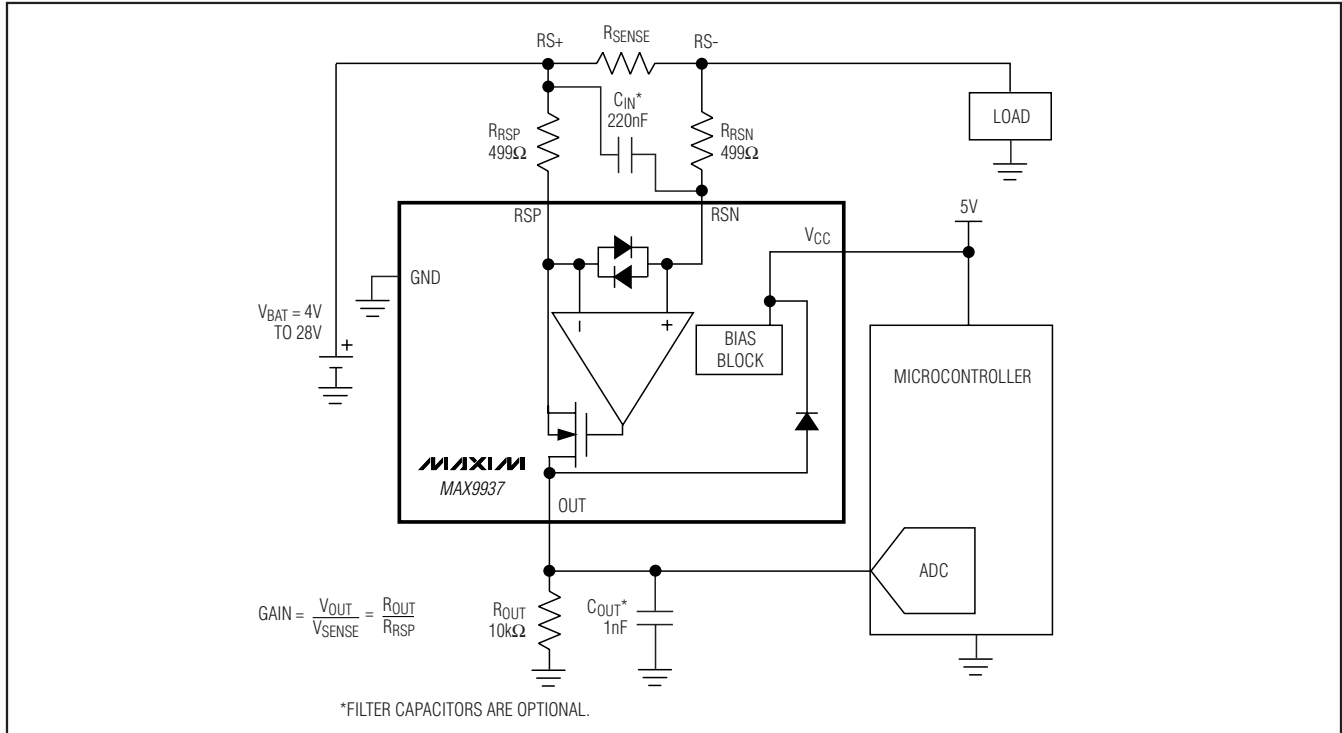 RS+
RSENSE
RS-
CIN*
220nF
RRSP
499Ω
RRSN
499Ω
LOAD
RSP
RSN
5V
VCC
GND
VBAT = 4V
TO 28V
+
−
+
BIAS
BLOCK
MICROCONTROLLER
MAXIM
MAX9937
OUT
ADC
GAIN = VOUT/VSENSE = ROUT/RRSP
ROUT
10kΩ
COUT*
1nF
*FILTER CAPACITORS ARE OPTIONAL.